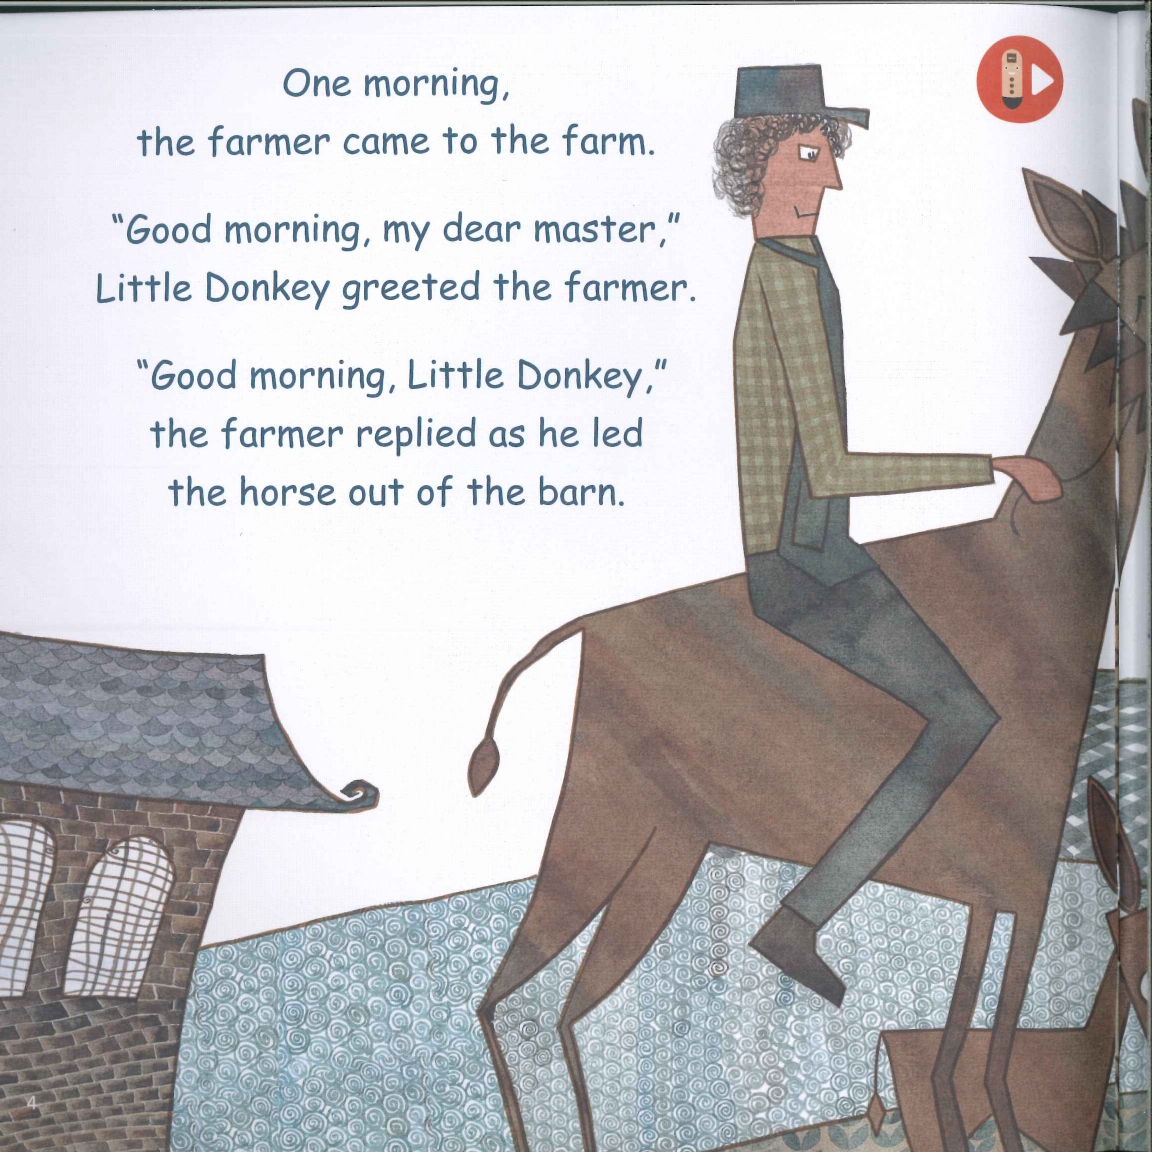 One morning,
the farmer came to the farm.
“Good morning, my dear master,”
Little Donkey greeted the farmer.
“Good morning, Little Donkey,”
the farmer replied as he led
the horse out of the barn.
4